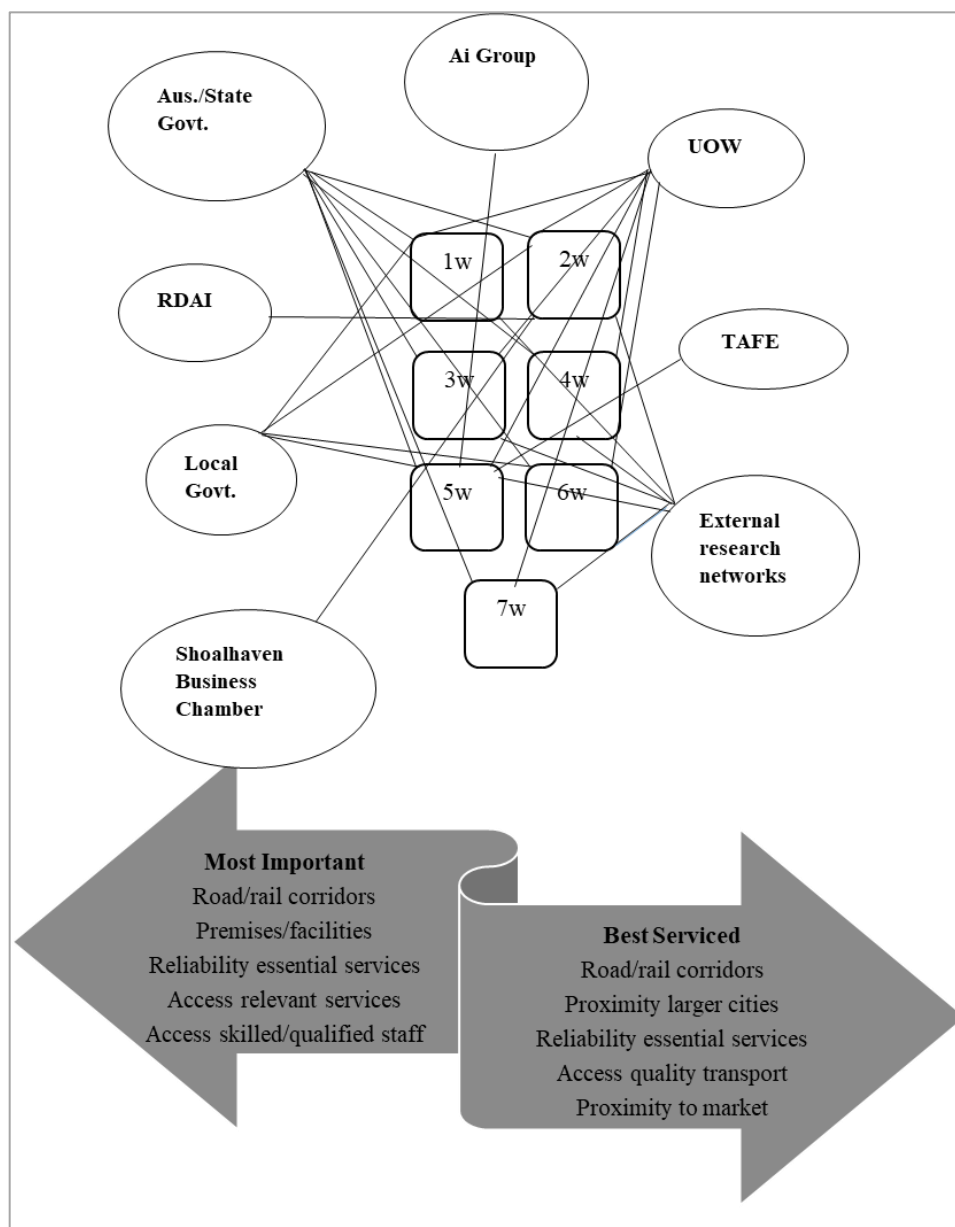 Ai Group
Aus./State
Govt.
UOW
1w
2w
RDAI
TAFE
3w
4w
Local
Govt.
5w
6w
External
research
networks
7w
Shoalhaven
Business
Chamber
Most Important
Road/rail corridors
Premises/facilities
Reliability essential services
Access relevant services
Access skilled/qualified staff
Best Serviced
Road/rail corridors
Proximity larger cities
Reliability essential services
Access quality transport
Proximity to market